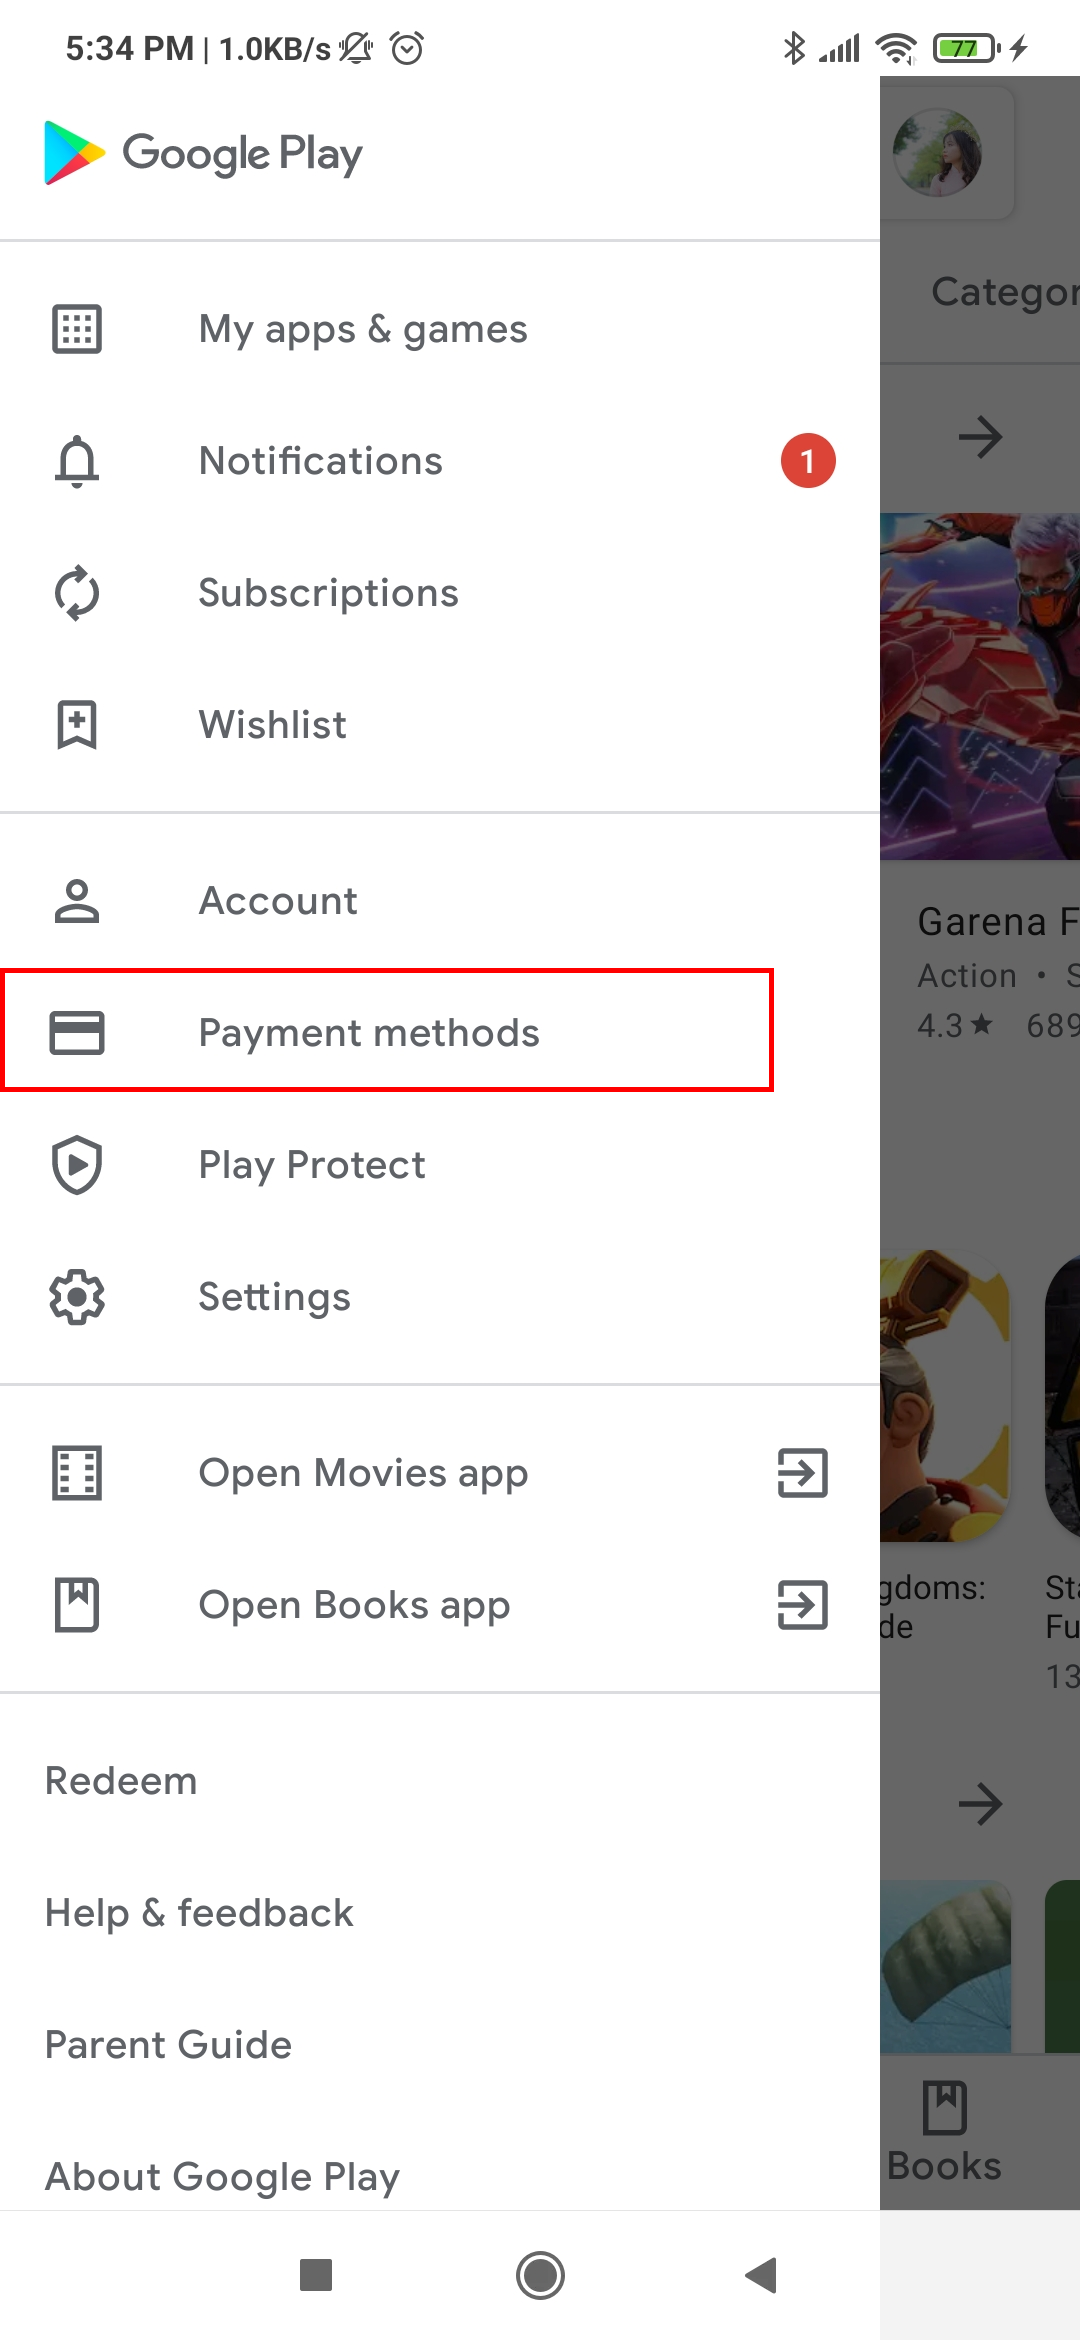 5:34 PM | 1.0KB/s
77
Google Play
My apps & games
Notifications
1
Subscriptions
Wishlist
Account
Payment methods
Play Protect
Settings
Open Movies app
Open Books app
Redeem
Help & feedback
Parent Guide
About Google Play
Categor
Garena F
Action • S
4.3★ 689
gdoms:
de
Sta
Fu
13
Books